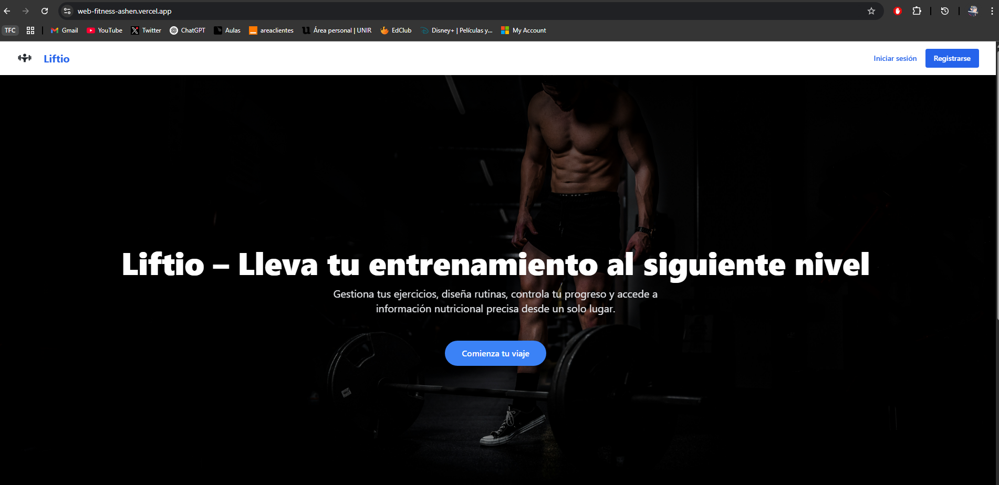 web-fitness-ashen.vercel.app
TFC
Gmail
YouTube
Twitter
ChatGPT
Aulas
areaclientes
Área personal | UNIR
EdClub
Disney+ | Películas y...
My Account
Liftio
Iniciar sesión
Registrarse
Liftio – Lleva tu entrenamiento al siguiente nivel
Gestiona tus ejercicios, diseña rutinas, controla tu progreso y accede a
información nutricional precisa desde un solo lugar.
Comienza tu viaje